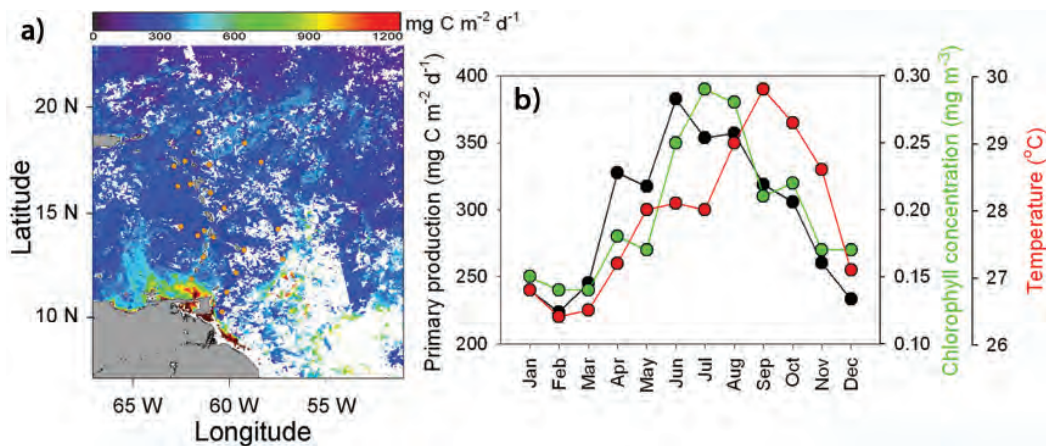 a)
0 300 600 900 1200
mg C m⁻² d⁻¹
Latitude
20 N
15 N
10 N
65 W 60 W 55 W
Longitude
b)
Primary production (mg C m⁻² d⁻¹)
400
350
300
250
200
Jan Feb Mar Apr May Jun Jul Aug Sep Oct Nov Dec
0.30
0.25
0.20
0.15
0.10
Chlorophyll concentration (mg m⁻³)
30
29
28
27
26
Temperature (°C)